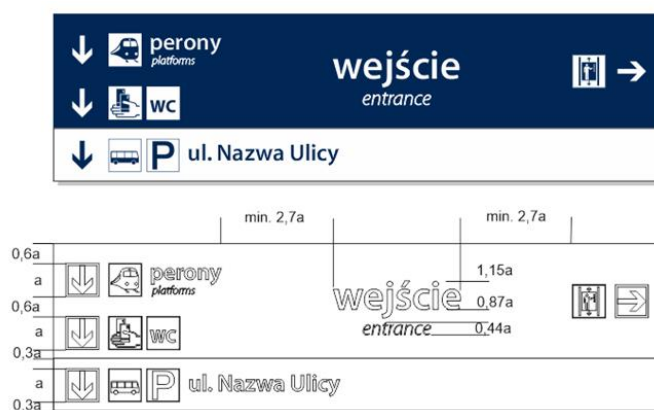 perony
platforms
wejście
entrance
WC
P ul. Nazwa Ulicy
min. 2,7a
min. 2,7a
0,6a
a
0,6a
a
0,3a
a
0,3a
perony
platforms
wejście
entrance
1,15a
0,87a
0,44a
WC
P ul. Nazwa Ulicy